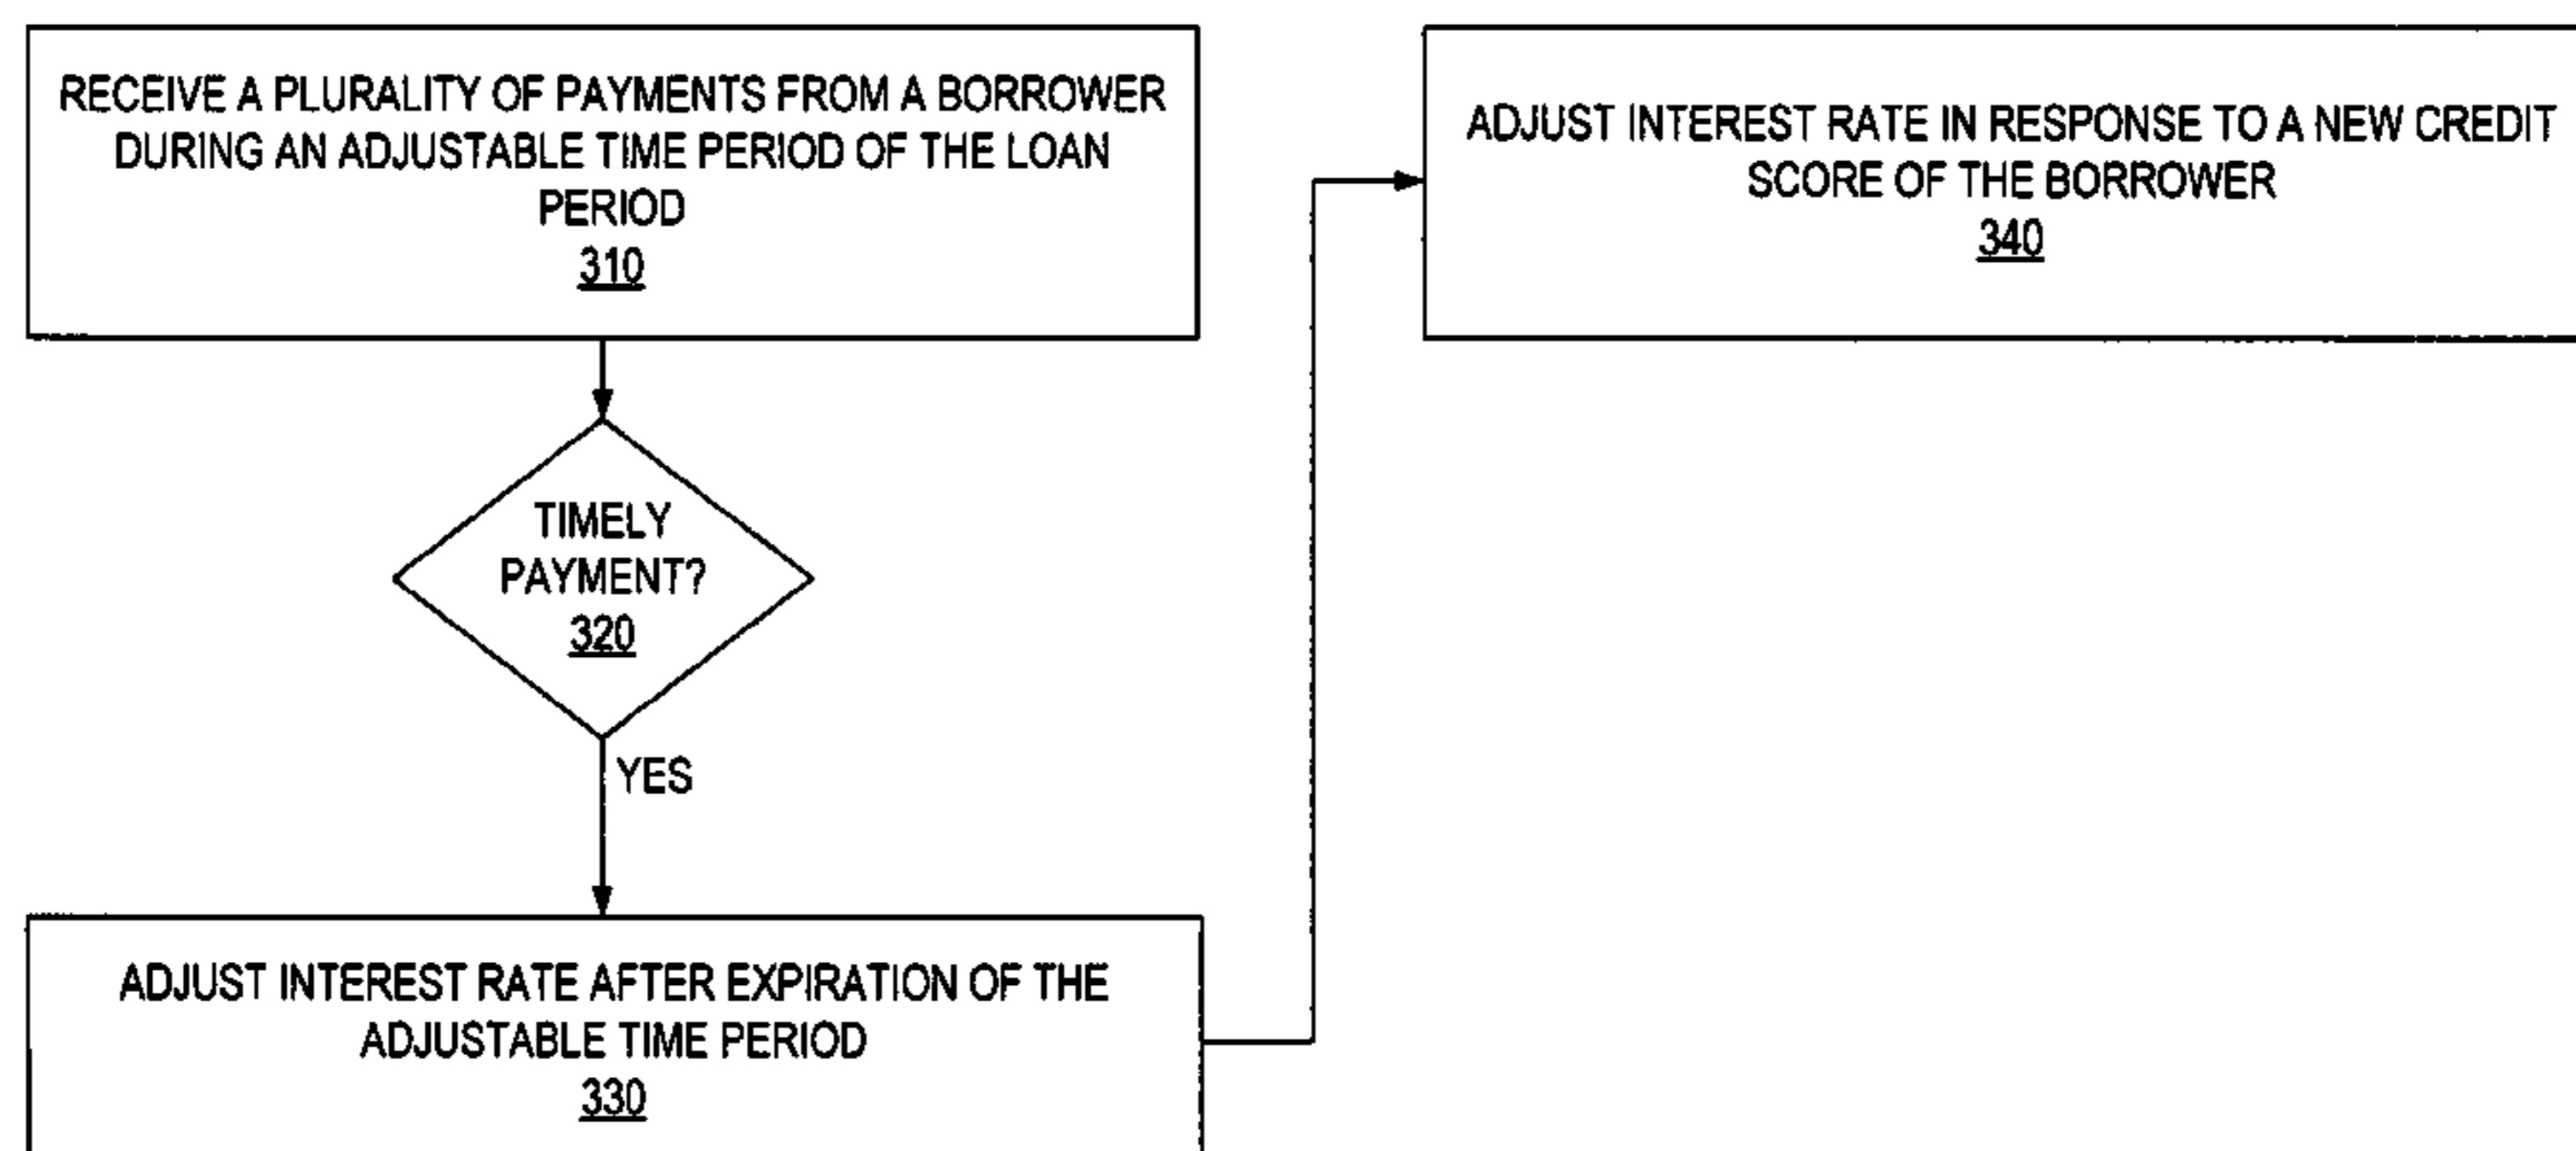 RECEIVE A PLURALITY OF PAYMENTS FROM A BORROWER
DURING AN ADJUSTABLE TIME PERIOD OF THE LOAN
PERIOD
310
TIMELY
PAYMENT?
320
YES
ADJUST INTEREST RATE AFTER EXPIRATION OF THE
ADJUSTABLE TIME PERIOD
330
ADJUST INTEREST RATE IN RESPONSE TO A NEW CREDIT
SCORE OF THE BORROWER
340